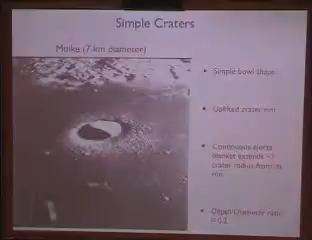 Simple Craters
Moltke (7 km diameter)
• Simple bowl shape
• Uplifted crater rim
• Continuous ejecta
blanket extends ~1
crater radius from its
rim
• Depth/Diameter ratio
= 0.2